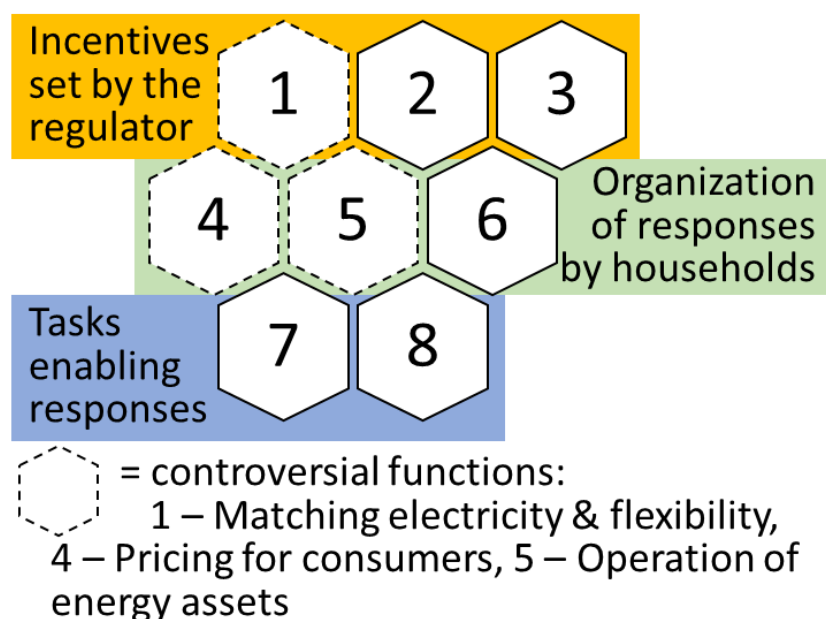 Incentives
set by the
regulator
1 2 3
4 5 6
Organization
of responses
by households
Tasks
enabling
responses
7 8
= controversial functions:
1 – Matching electricity & flexibility,
4 – Pricing for consumers, 5 – Operation of
energy assets